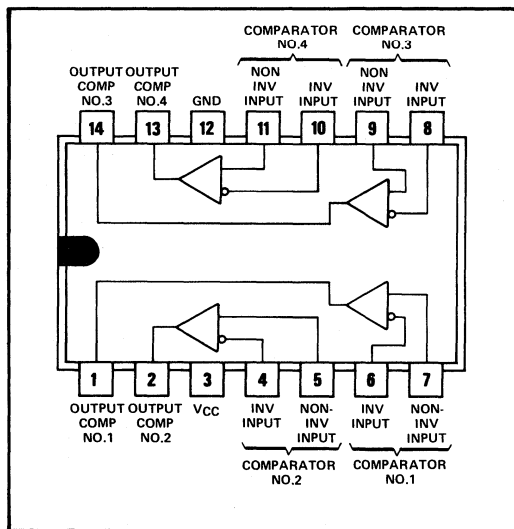 COMPARATOR
NO.4
COMPARATOR
NO.3
OUTPUT
COMP
NO.3
OUTPUT
COMP
NO.4
GND
NON
INV
INPUT
INV
INPUT
NON
INV
INPUT
INV
INPUT
14 13 12 11 10 9 8
1 2 3 4 5 6 7
OUTPUT
COMP
NO.1
OUTPUT
COMP
NO.2
VCC
INV
INPUT
NON-
INV
INPUT
INV
INPUT
NON-
INV
INPUT
COMPARATOR
NO.2
COMPARATOR
NO.1